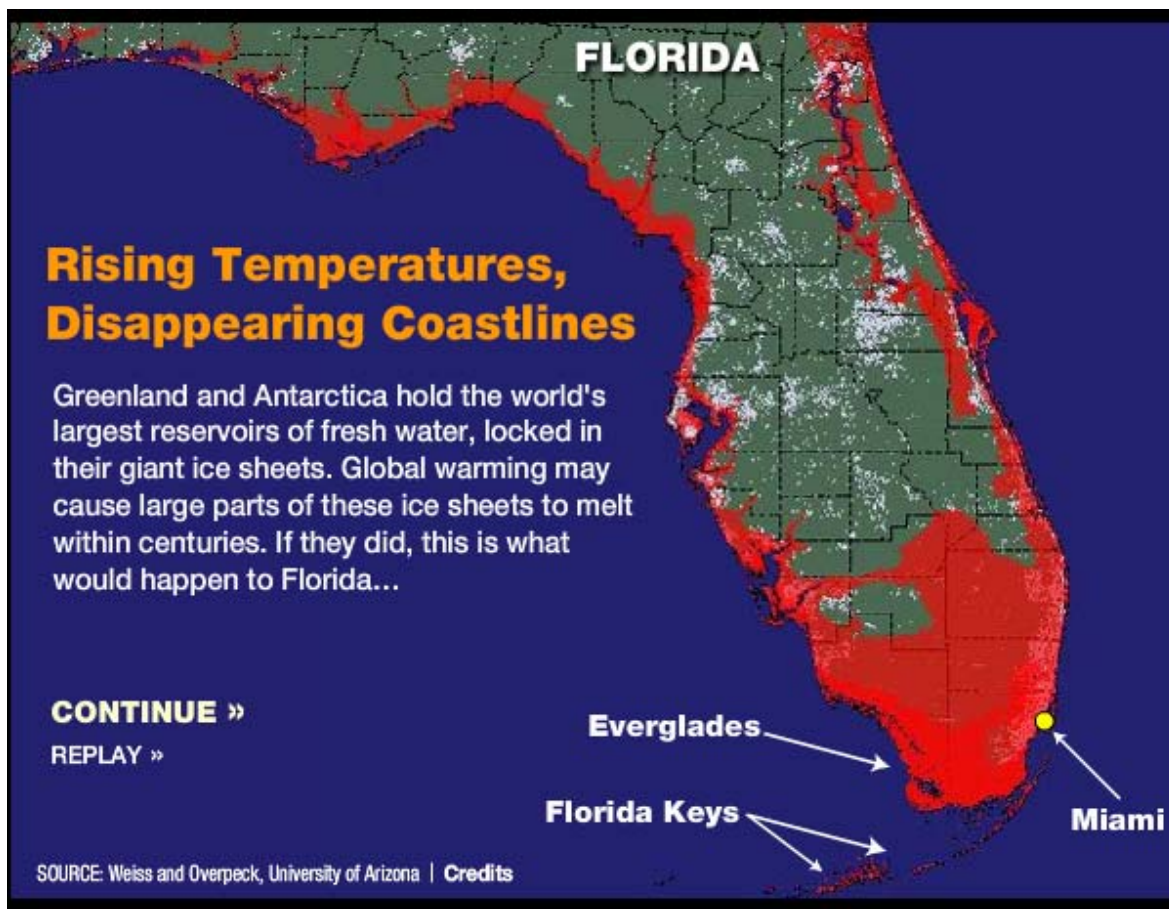 FLORIDA
Rising Temperatures,
Disappearing Coastlines
Greenland and Antarctica hold the world's
largest reservoirs of fresh water, locked in
their giant ice sheets. Global warming may
cause large parts of these ice sheets to melt
within centuries. If they did, this is what
would happen to Florida...
CONTINUE »
REPLAY »
Everglades
Florida Keys
Miami
SOURCE: Weiss and Overpeck, University of Arizona | Credits